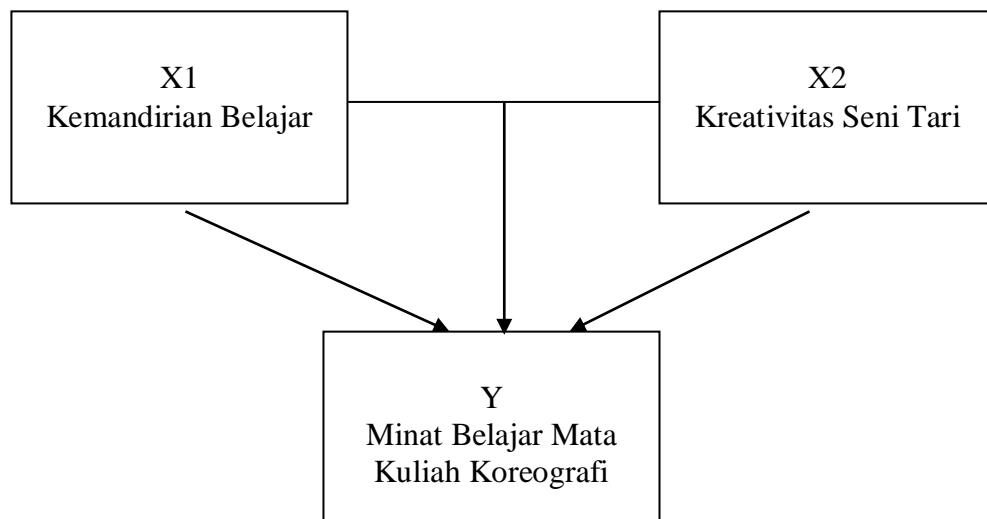 X1
Kemandirian Belajar
X2
Kreativitas Seni Tari
Y
Minat Belajar Mata
Kuliah Koreografi